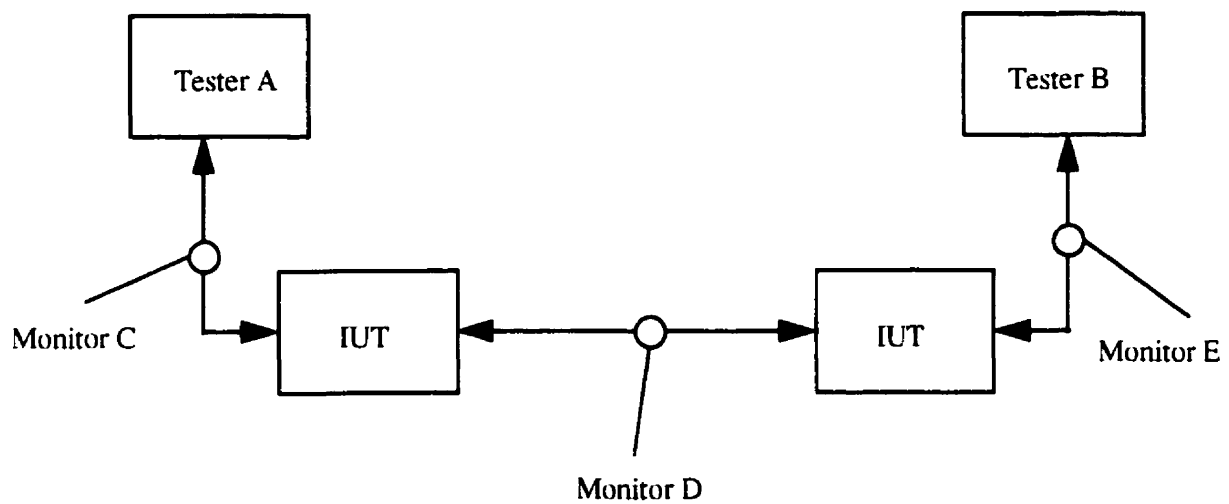 Tester A
Tester B
Monitor C
IUT
IUT
Monitor E
Monitor D